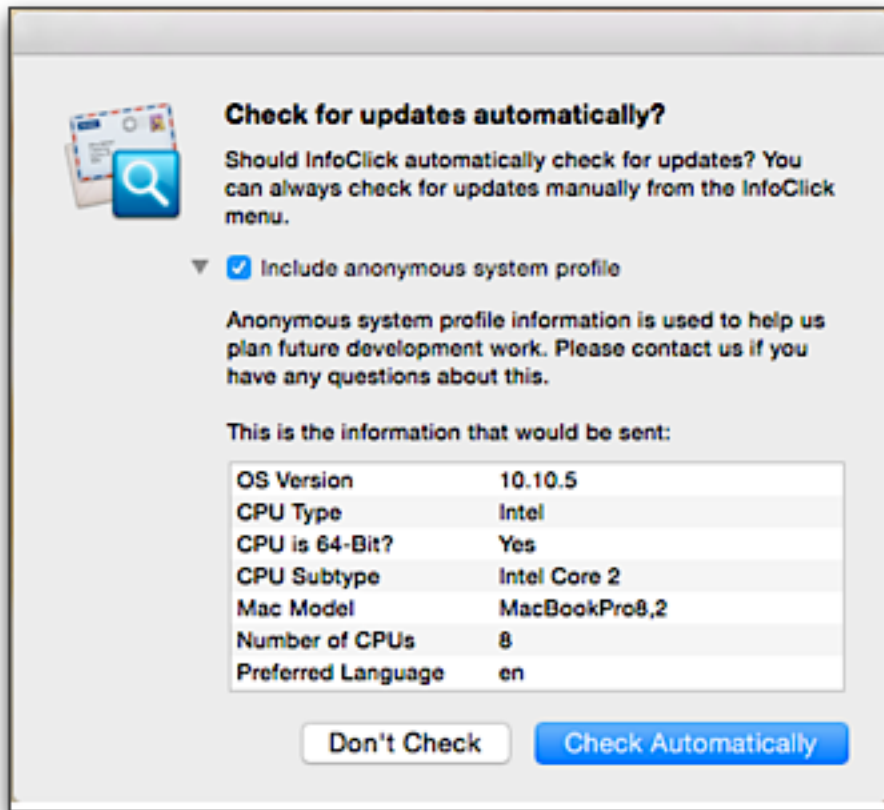 Check for updates automatically?
Should InfoClick automatically check for updates? You
can always check for updates manually from the InfoClick
menu.
Include anonymous system profile
Anonymous system profile information is used to help us
plan future development work. Please contact us if you
have any questions about this.
This is the information that would be sent:
OS Version 10.10.5
CPU Type Intel
CPU is 64-Bit? Yes
CPU Subtype Intel Core 2
Mac Model MacBookPro8,2
Number of CPUs 8
Preferred Language en
Don't Check Check Automatically